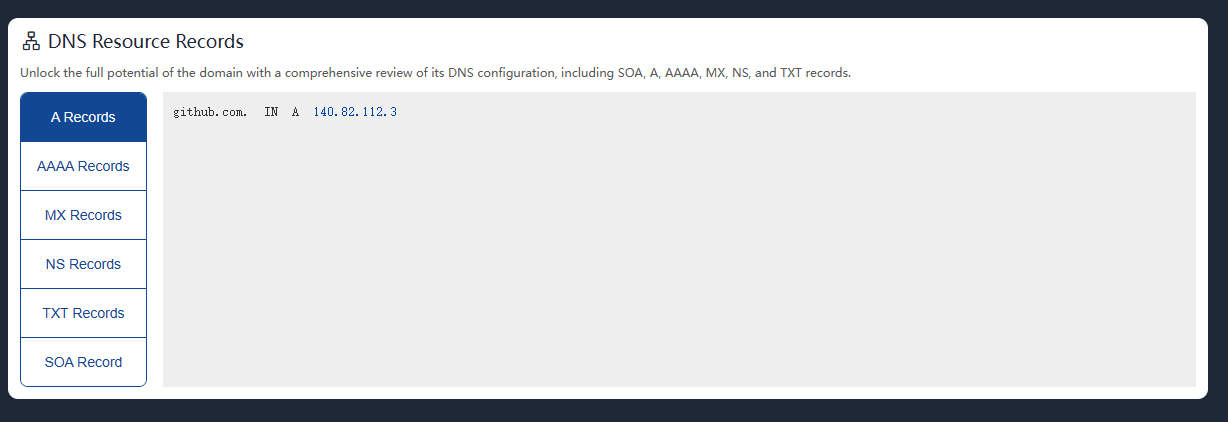 DNS Resource Records
Unlock the full potential of the domain with a comprehensive review of its DNS configuration, including SOA, A, AAAA, MX, NS, and TXT records.
A Records
AAAA Records
MX Records
NS Records
TXT Records
SOA Record
github.com. IN A 140.82.112.3